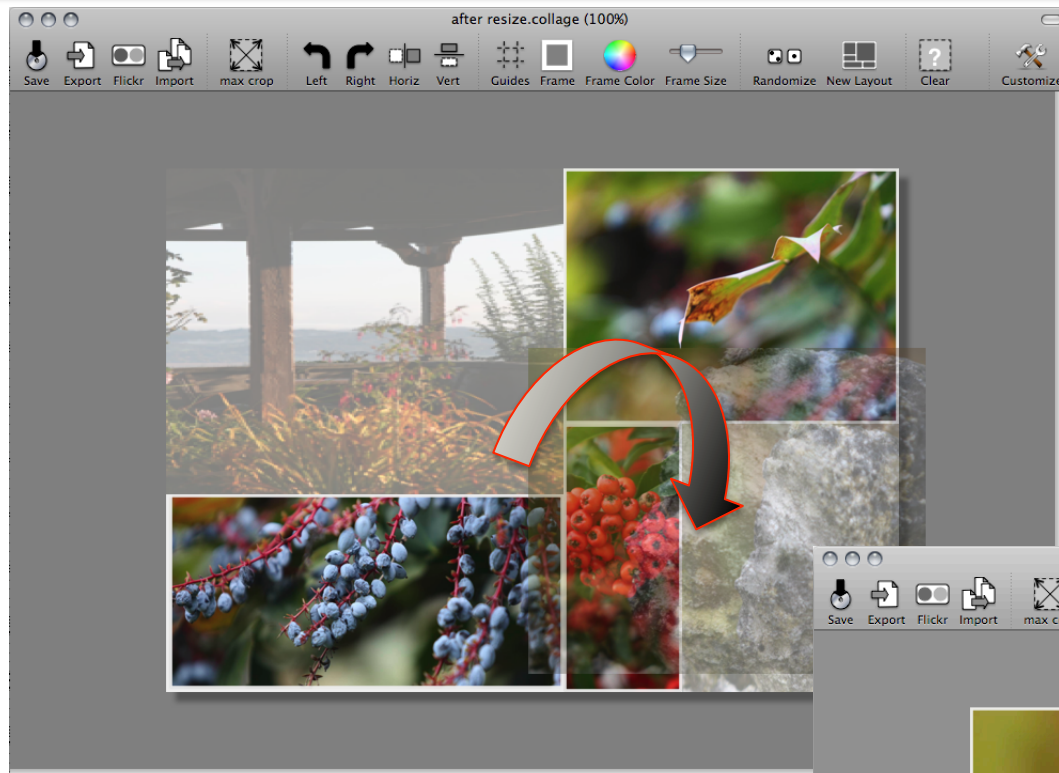 after resize.collage (100%)
Save Export Flickr Import max crop Left Right Horiz Vert Guides Frame Frame Color Frame Size Randomize New Layout Clear Customize
?
Save Export Flickr Import max c